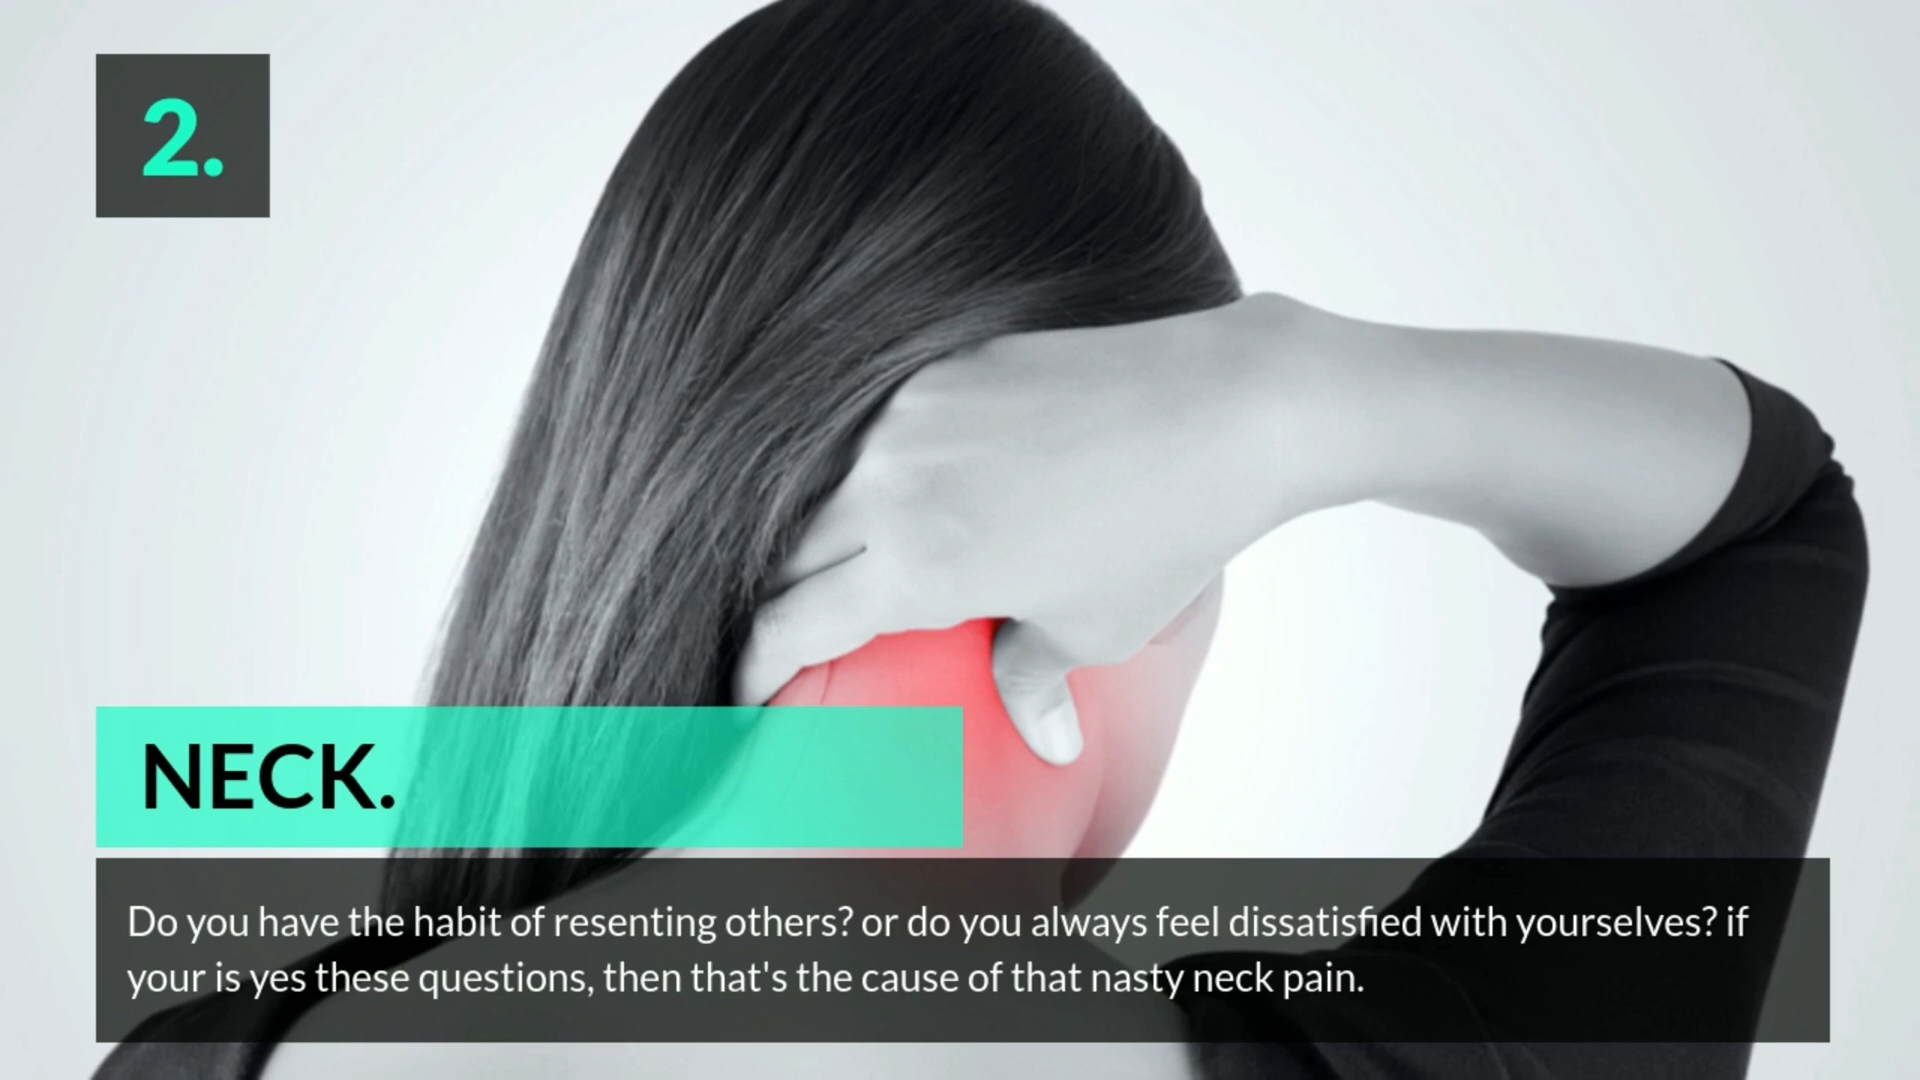 2.
NECK.
Do you have the habit of resenting others? or do you always feel dissatisfied with yourselves? if
your is yes these questions, then that's the cause of that nasty neck pain.